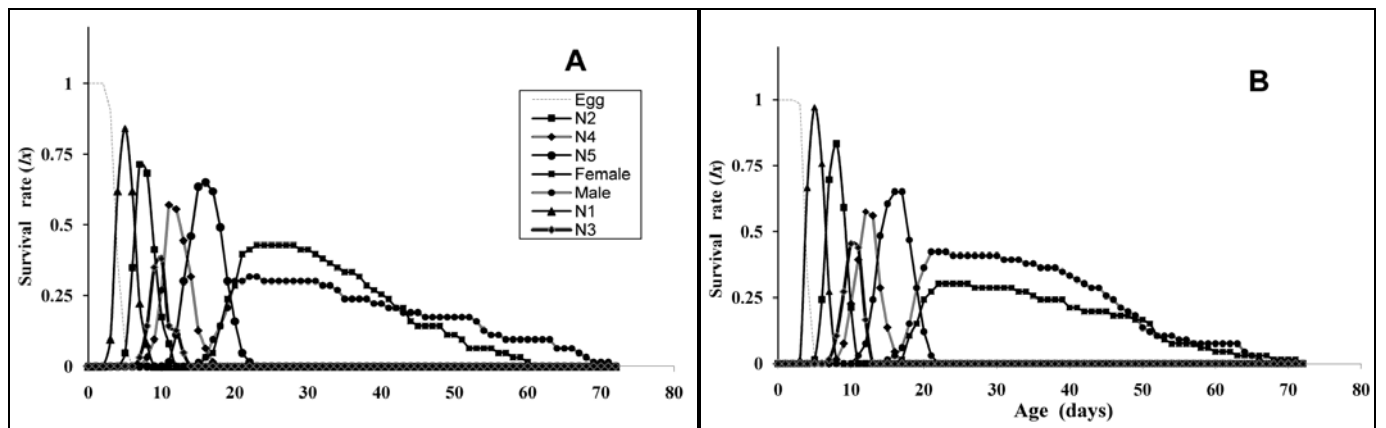 A
Survival rate (lx)
1
0.75
0.5
0.25
0
Egg
N2
N4
N5
Female
Male
N1
N3
0 10 20 30 40 50 60 70 80
B
Survival rate (lx)
1
0.75
0.5
0.25
0
0 10 20 30 40 50 60 70 80
Age (days)